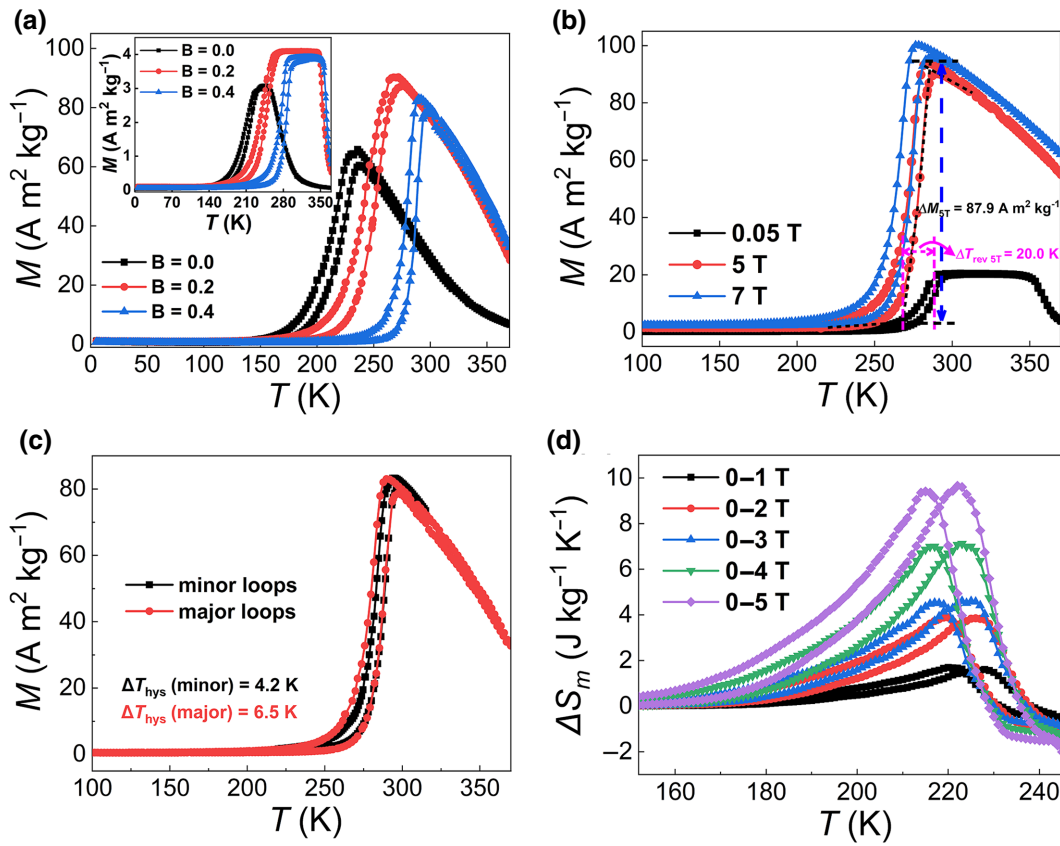 (a)
100
80
60
40
20
0
M (A m² kg⁻¹)
0 50 100 150 200 250 300 350
T (K)
B = 0.0
B = 0.2
B = 0.4
4
3
2
1
0
M (A m² kg⁻¹)
0 70 140 210 280 350
T (K)
B = 0.0
B = 0.2
B = 0.4
(b)
100
80
60
40
20
0
M (A m² kg⁻¹)
100 150 200 250 300 350
T (K)
ΔM5T = 87.9 A m² kg⁻¹
ΔTrev 5T = 20.0 K
0.05 T
5 T
7 T
(c)
80
60
40
20
0
M (A m² kg⁻¹)
100 150 200 250 300 350
T (K)
minor loops
major loops
ΔThys (minor) = 4.2 K
ΔThys (major) = 6.5 K
(d)
10
8
6
4
2
0
–2
ΔSm (J kg⁻¹ K⁻¹)
160 180 200 220 240
T (K)
0–1 T
0–2 T
0–3 T
0–4 T
0–5 T